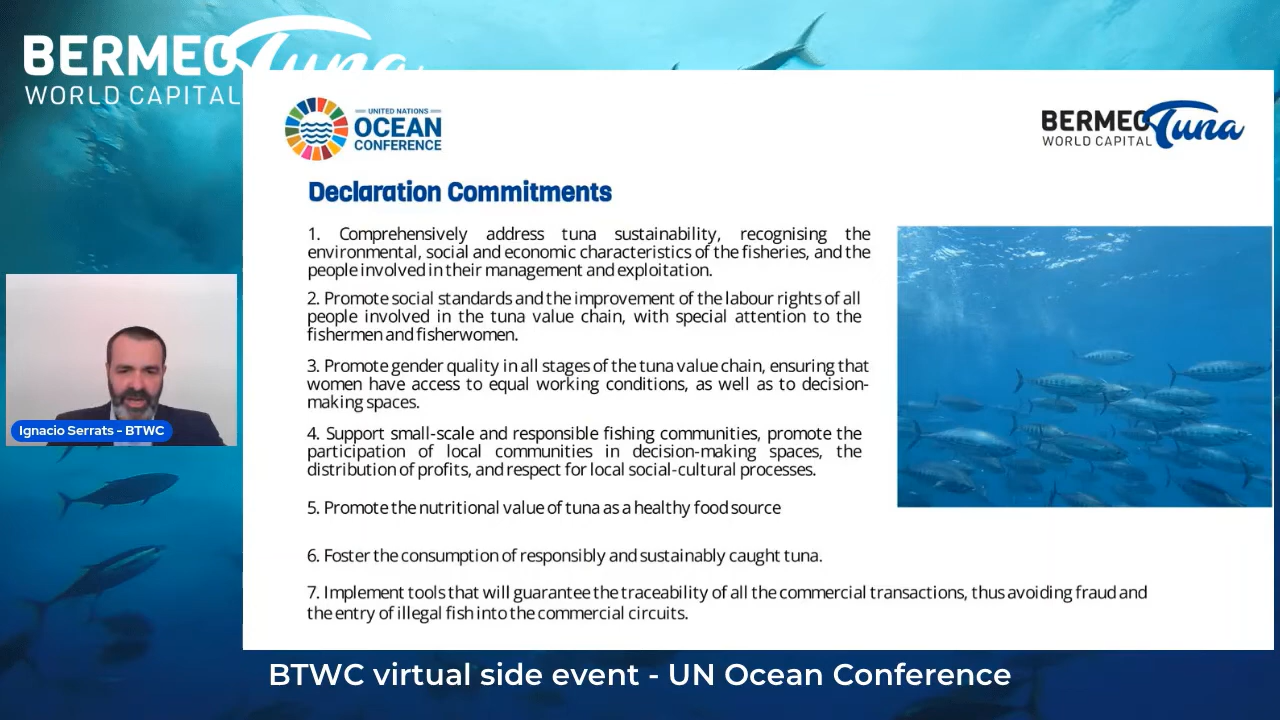 BERMEO Tuna
WORLD CAPITAL
UNITED NATIONS
OCEAN
CONFERENCE
BERMEO Tuna
WORLD CAPITAL
Declaration Commitments
1. Comprehensively address tuna sustainability, recognising the
environmental, social and economic characteristics of the fisheries, and the
people involved in their management and exploitation.
2. Promote social standards and the improvement of the labour rights of all
people involved in the tuna value chain, with special attention to the
fishermen and fisherwomen.
3. Promote gender quality in all stages of the tuna value chain, ensuring that
women have access to equal working conditions, as well as to decision-
making spaces.
4. Support small-scale and responsible fishing communities, promote the
participation of local communities in decision-making spaces, the
distribution of profits, and respect for local social-cultural processes.
5. Promote the nutritional value of tuna as a healthy food source
6. Foster the consumption of responsibly and sustainably caught tuna.
7. Implement tools that will guarantee the traceability of all the commercial transactions, thus avoiding fraud and
the entry of illegal fish into the commercial circuits.
Ignacio Serrats - BTWC
BTWC virtual side event - UN Ocean Conference